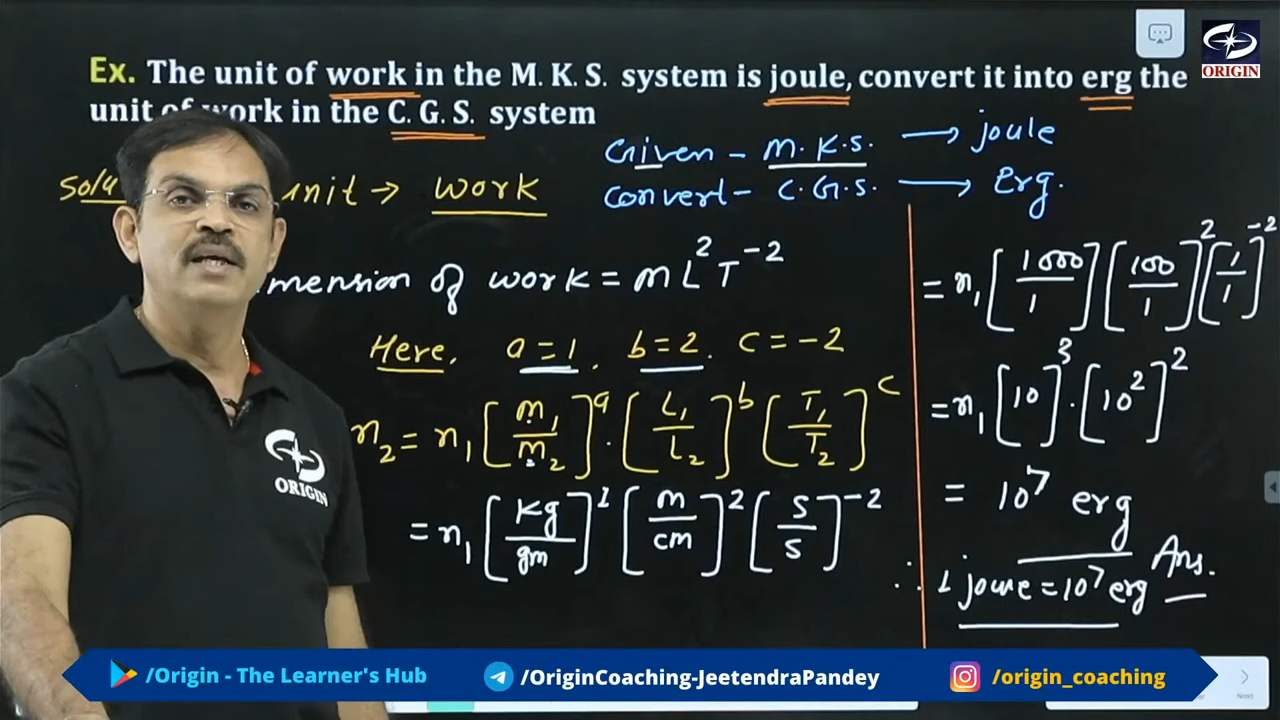 ORIGIN
Ex. The unit of work in the M. K. S. system is joule, convert it into erg the
unit of work in the C. G. S. system
Given - M.K.S. → joule
Convert - C.G.S. → Erg.
Solu unit → work
mension of work = mL²T⁻²
Here. a = 1. b = 2. c = -2
n₂ = n₁ [m₁/m₂]ᵃ · [L₁/L₂]ᵇ [T₁/T₂]ᶜ
= n₁ [kg/gm]¹ [m/cm]² [s/s]⁻²
= n₁ [1000/1] [100/1]² [1/1]⁻²
= n₁ [10]³ · [10²]²
= 10⁷ erg
∴ 1 joule = 10⁷ erg Ans.
ORIGIN
/Origin - The Learner's Hub
/OriginCoaching-JeetendraPandey
/origin_coaching